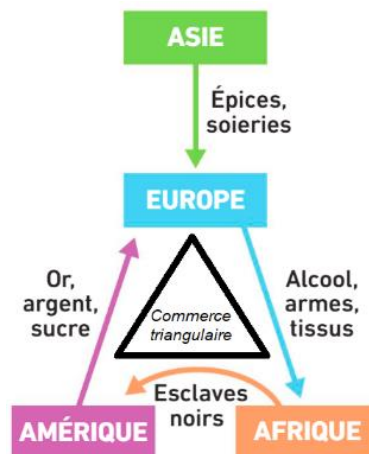 ASIE
Épices,
soieries
EUROPE
Or,
argent,
sucre
Commerce
triangulaire
Alcool,
armes,
tissus
Esclaves
noirs
AMÉRIQUE
AFRIQUE